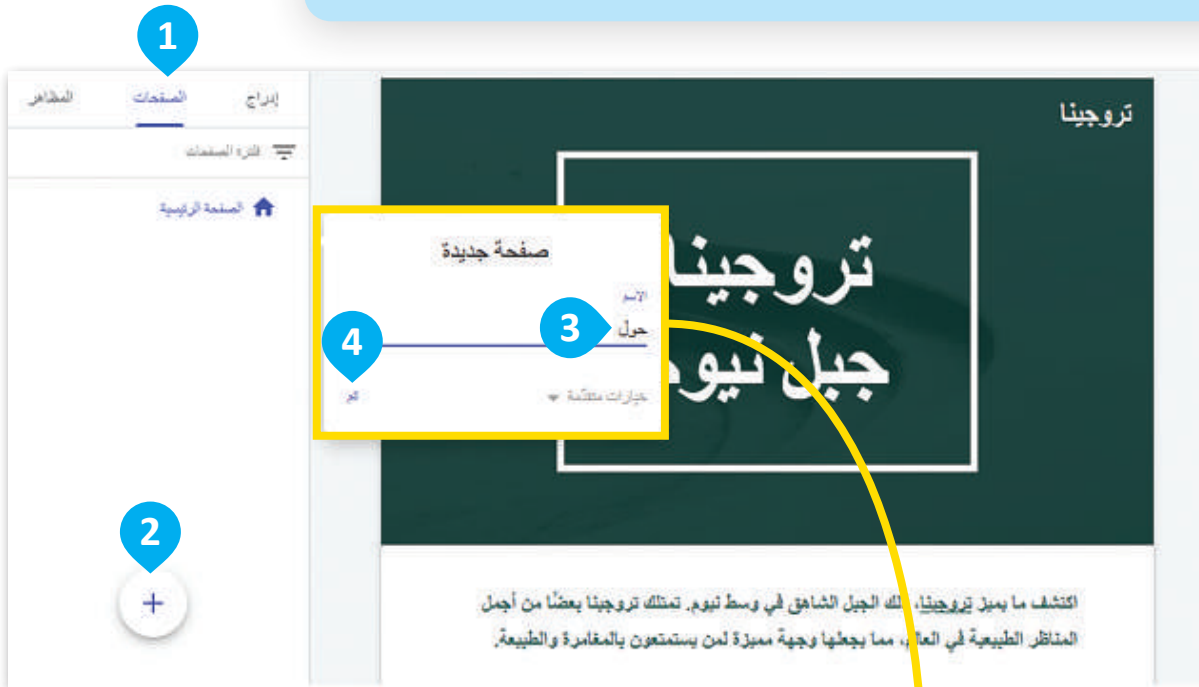 1
إدراج
الصفحات
المظاهر
فلترة الصفحات
الصفحة الرئيسية
2
+
تروجينا
تروجينا
جبل نيوم
صفحة جديدة
الاسم
حول
3
4
خيارات متقدّمة
تم
اكتشف ما يميز تروجينا، ذلك الجبل الشاهق في وسط نيوم. تمتلك تروجينا بعضًا من أجمل
المناظر الطبيعية في العالم، مما يجعلها وجهة مميزة لمن يستمتعون بالمغامرة والطبيعة.